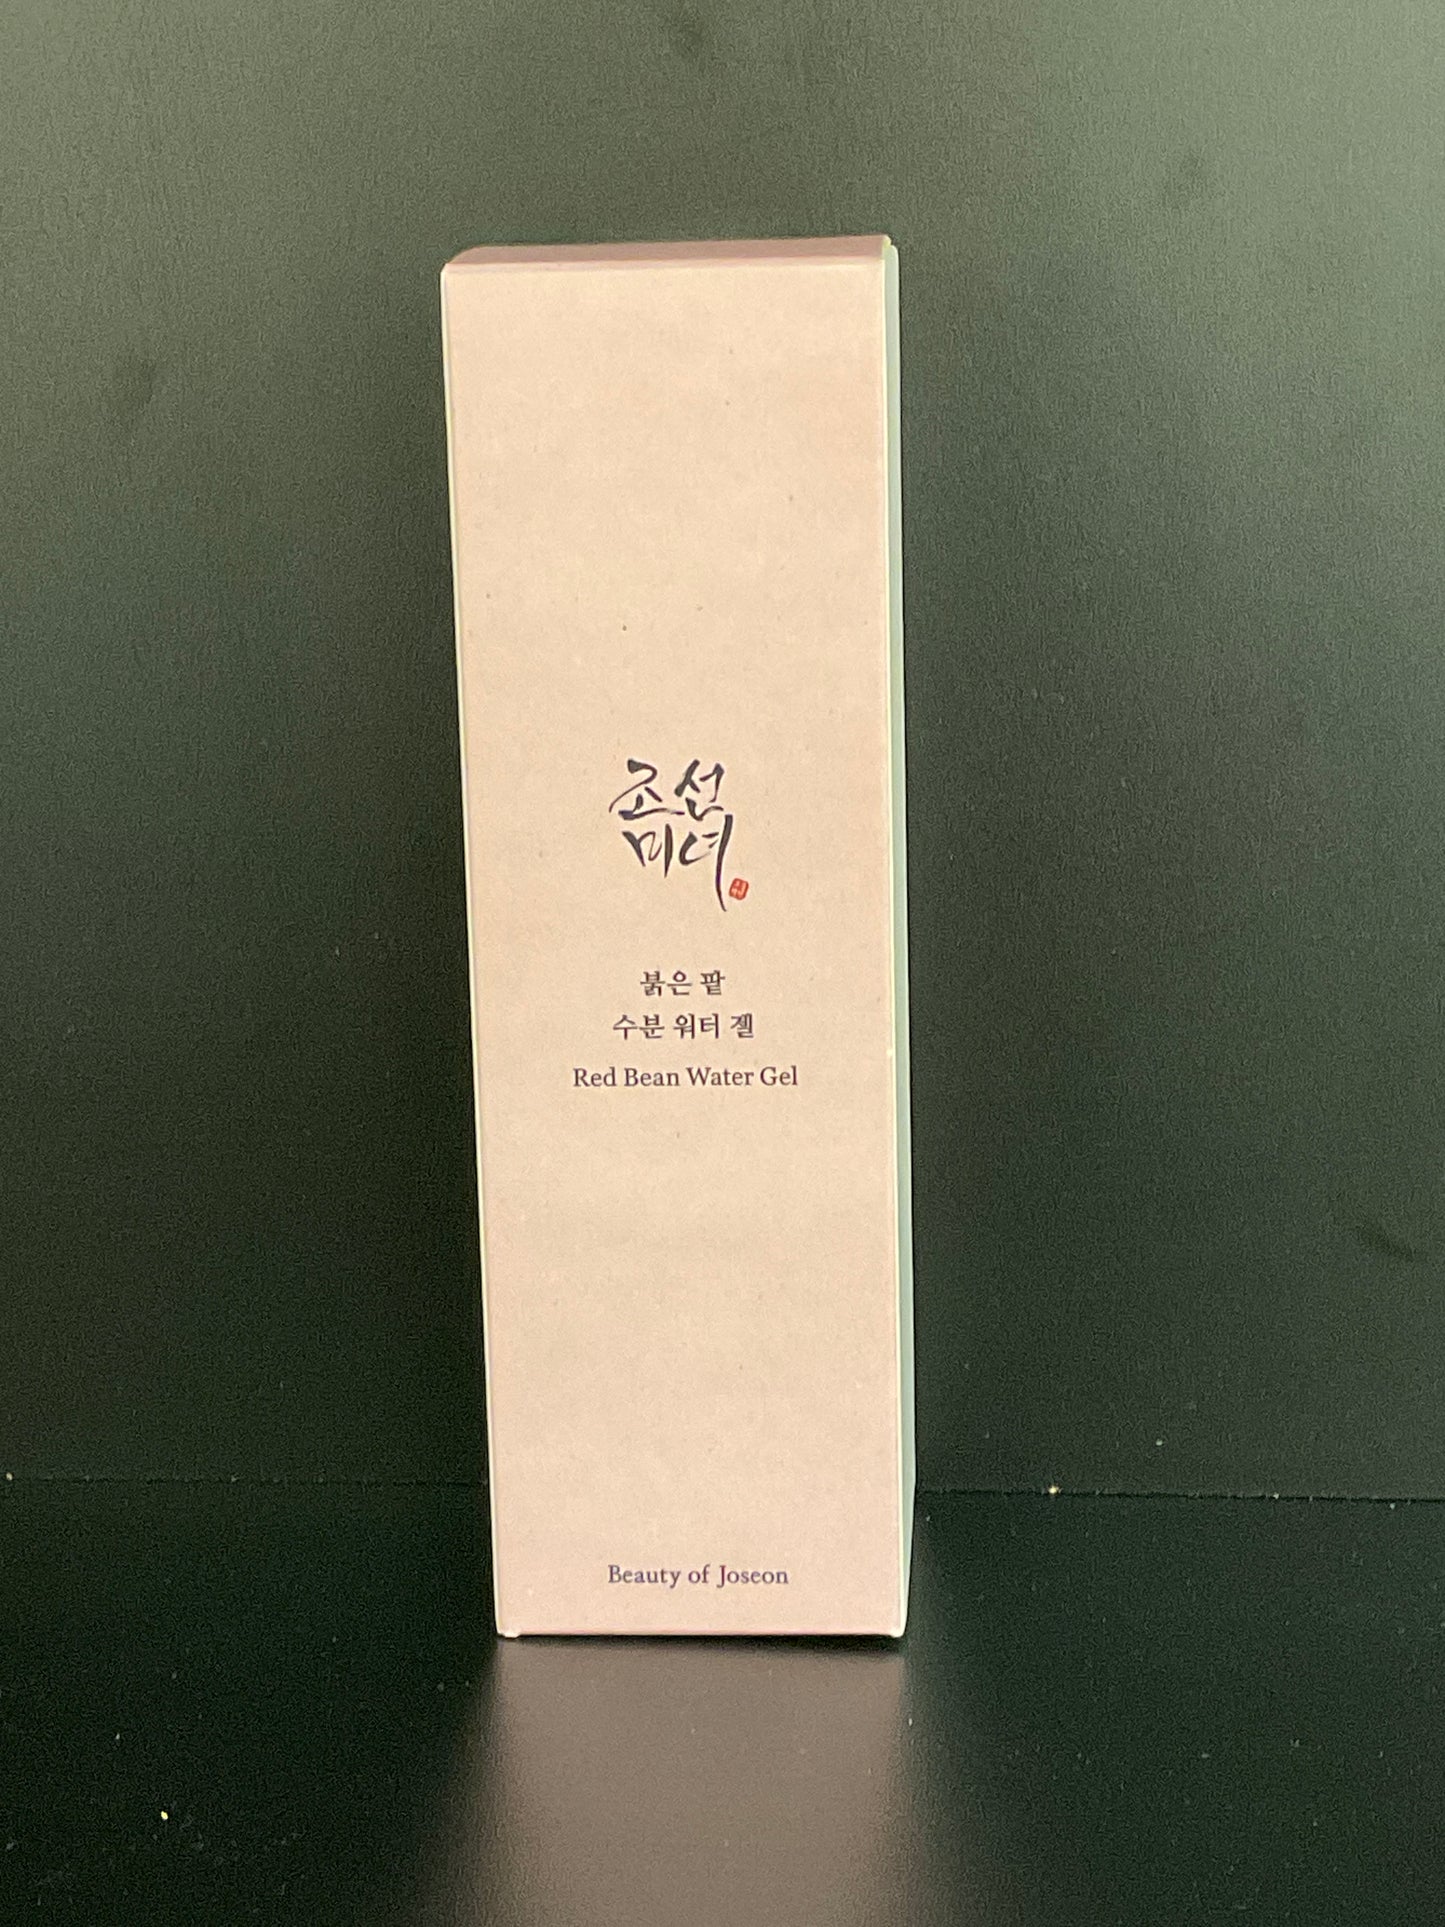 조선
미녀
붉은 팥
수분 워터 젤
Red Bean Water Gel
Beauty of Joseon